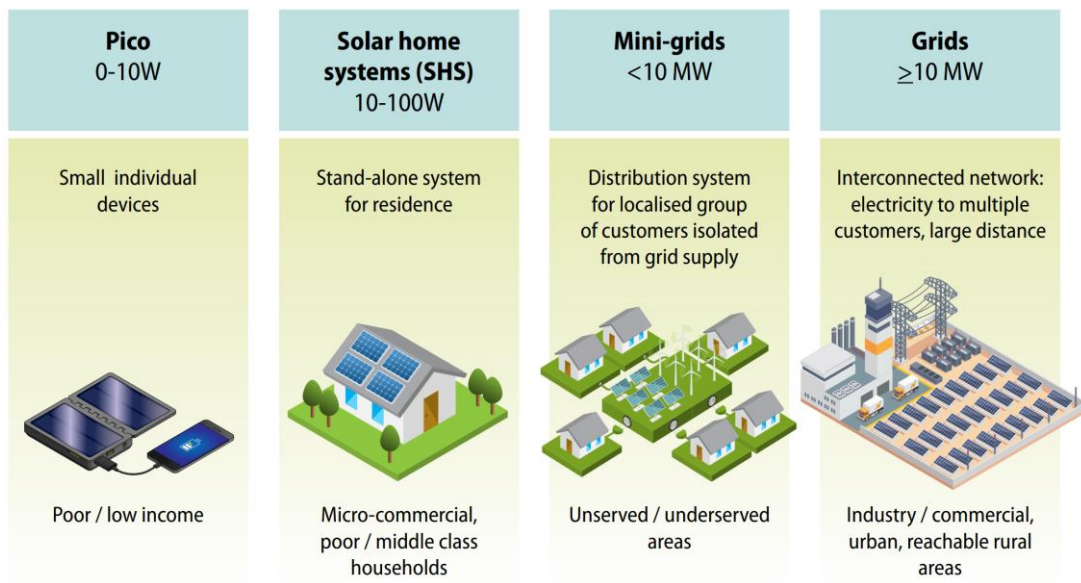 Pico
0-10W
Small individual
devices
Poor / low income
Solar home
systems (SHS)
10-100W
Stand-alone system
for residence
Micro-commercial,
poor / middle class
households
Mini-grids
<10 MW
Distribution system
for localised group
of customers isolated
from grid supply
Unserved / underserved
areas
Grids
≥10 MW
Interconnected network:
electricity to multiple
customers, large distance
Industry / commercial,
urban, reachable rural
areas